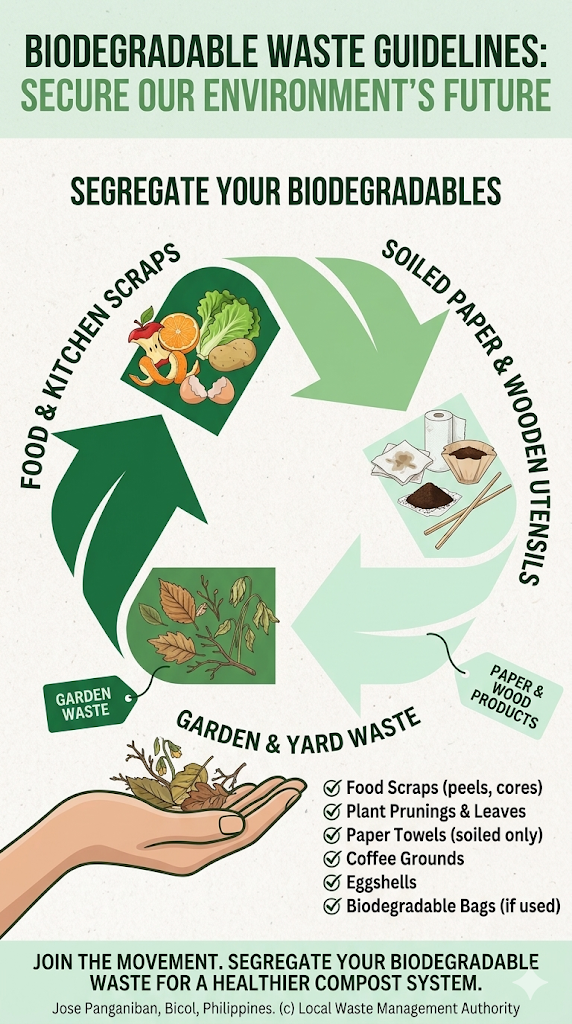 BIODEGRADABLE WASTE GUIDELINES:
SECURE OUR ENVIRONMENT'S FUTURE
SEGREGATE YOUR BIODEGRADABLES
FOOD & KITCHEN SCRAPS
SOILED PAPER & WOODEN UTENSILS
GARDEN
WASTE
PAPER &
WOOD
PRODUCTS
GARDEN & YARD WASTE
Food Scraps (peels, cores)
Plant Prunings & Leaves
Paper Towels (soiled only)
Coffee Grounds
Eggshells
Biodegradable Bags (if used)
JOIN THE MOVEMENT. SEGREGATE YOUR BIODEGRADABLE
WASTE FOR A HEALTHIER COMPOST SYSTEM.
Jose Panganiban, Bicol, Philippines. (c) Local Waste Management Authority